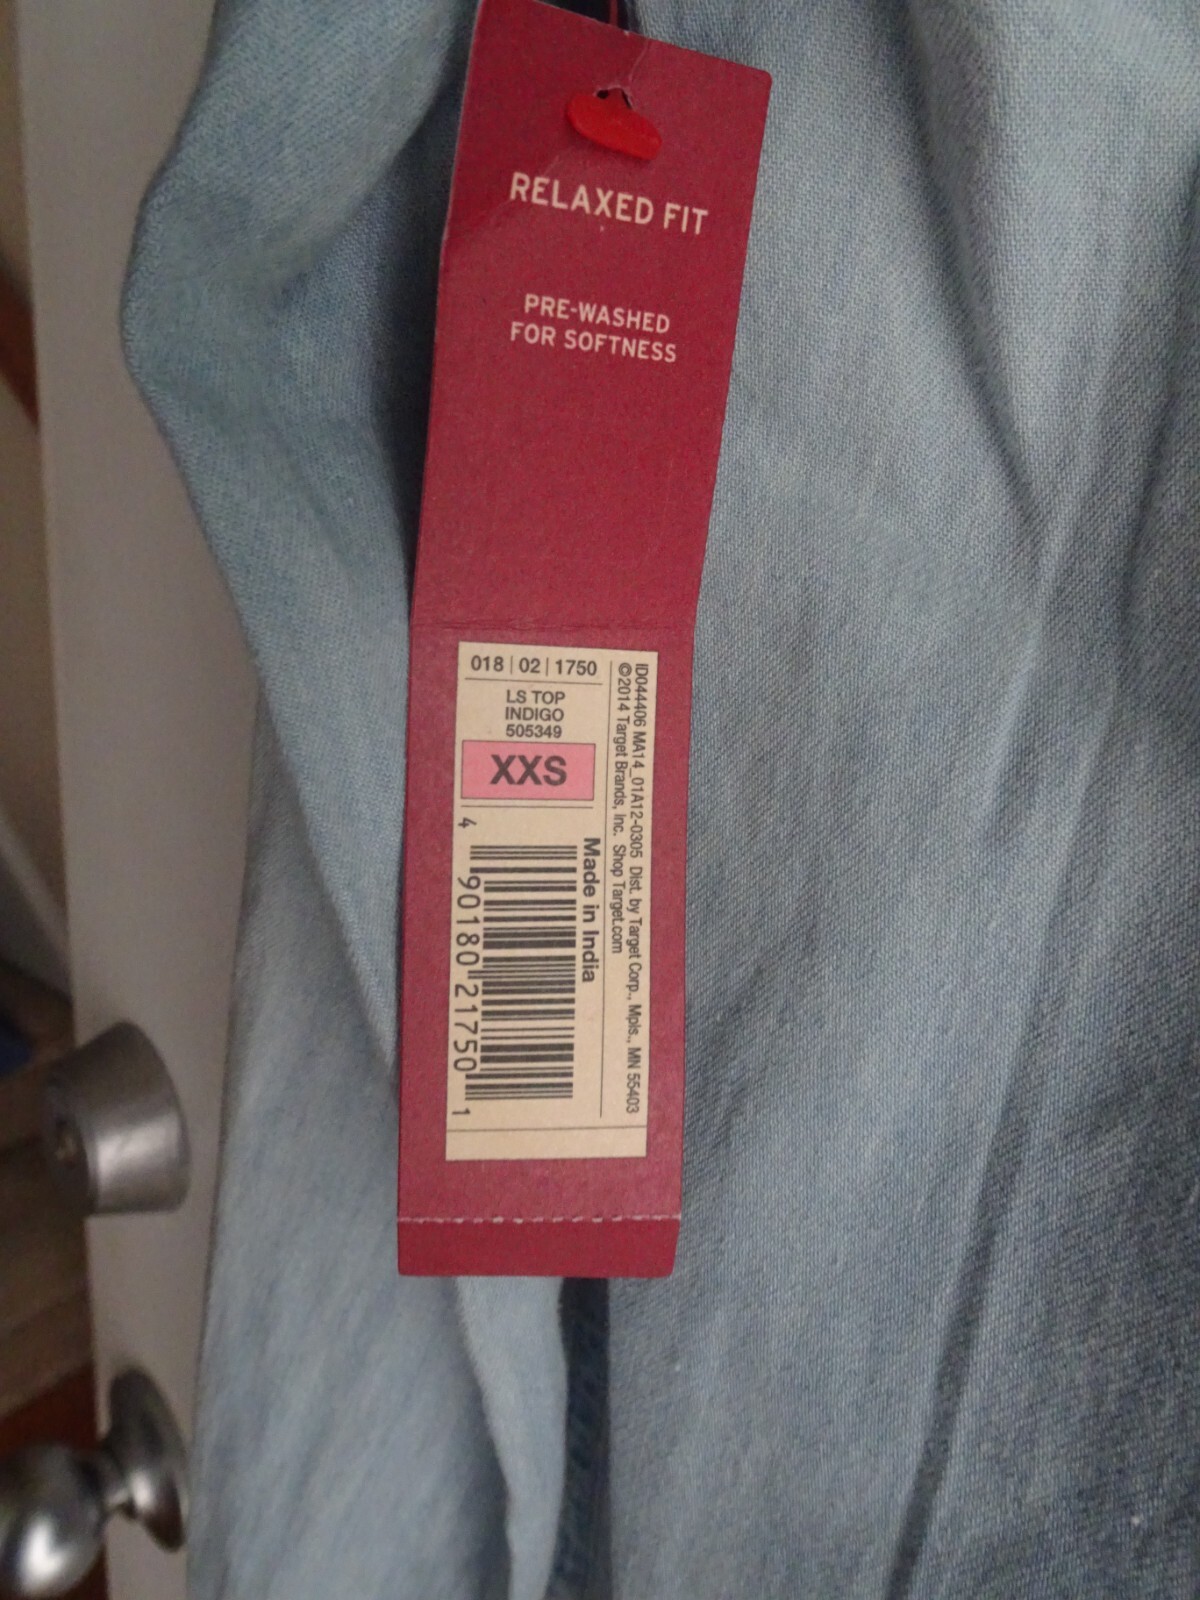 RELAXED FIT
PRE-WASHED
FOR SOFTNESS
018 | 02 | 1750
LS TOP
INDIGO
505349
XXS
Made in India
4 90180 21750 1
ID044406 MA14_01A12-0305 Dist. by Target Corp., Mpls., MN 55403
©2014 Target Brands, Inc. Shop Target.com